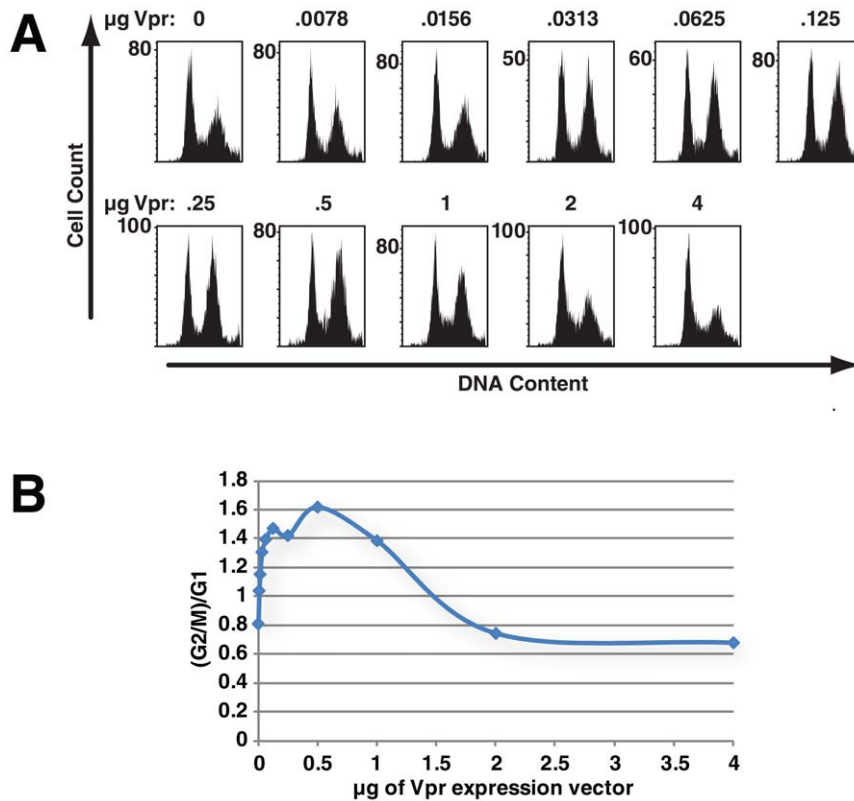 A
µg Vpr: 0 .0078 .0156 .0313 .0625 .125
80 80 80 50 60 80
Cell Count
µg Vpr: .25 .5 1 2 4
100 80 80 100 100
DNA Content
.
B
1.8
1.6
1.4
1.2
1
0.8
0.6
0.4
0.2
0
(G2/M)/G1
0 0.5 1 1.5 2 2.5 3 3.5 4
µg of Vpr expression vector